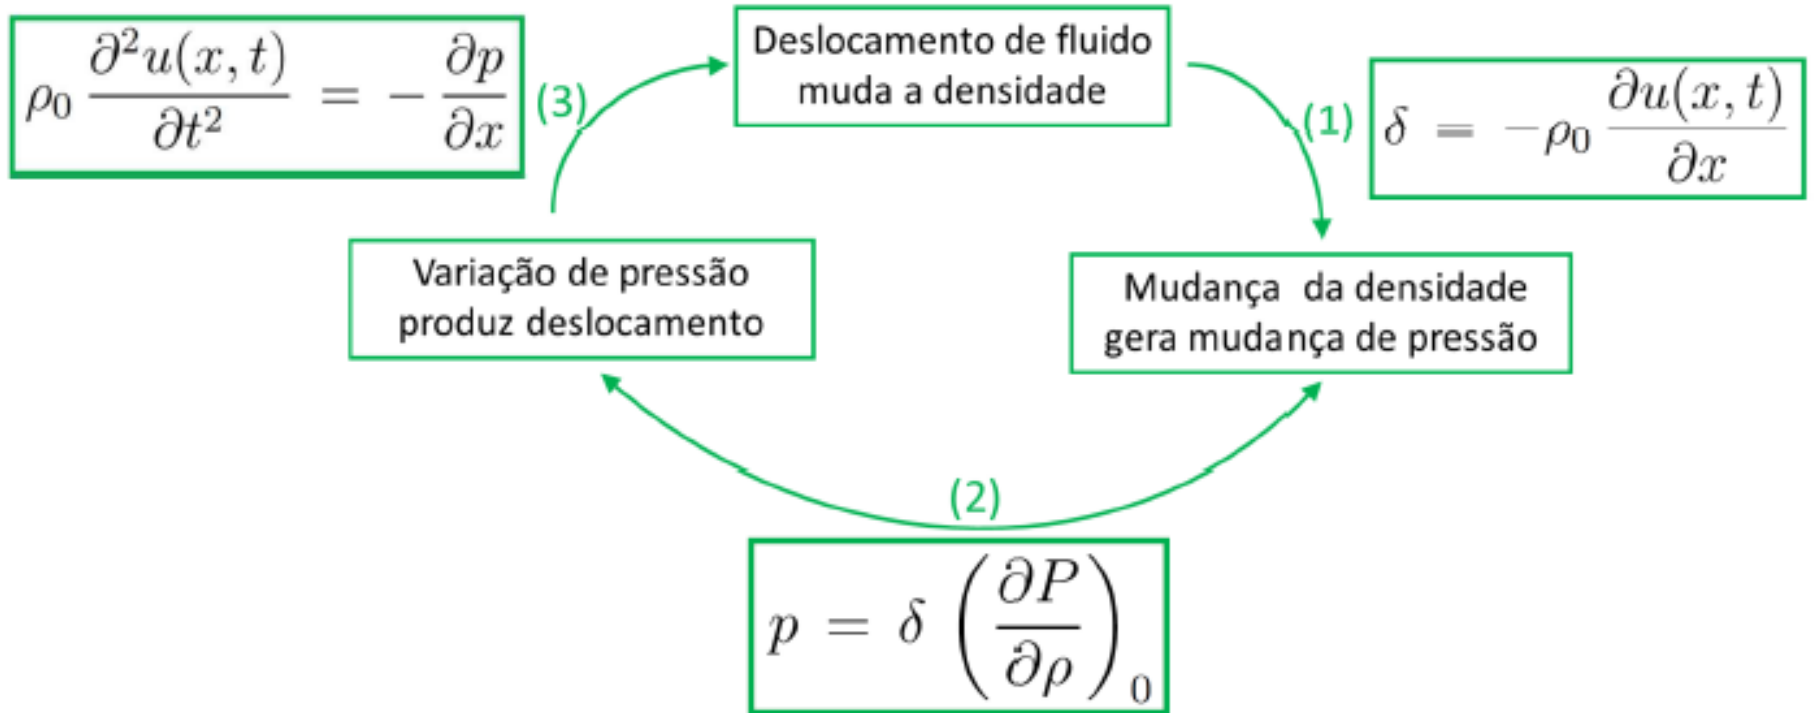 ρ₀ ∂²u(x, t)/∂t² = − ∂p/∂x
(3)
Deslocamento de fluido
muda a densidade
(1)
δ = −ρ₀ ∂u(x, t)/∂x
Variação de pressão
produz deslocamento
Mudança da densidade
gera mudança de pressão
(2)
p = δ (∂P/∂ρ)₀